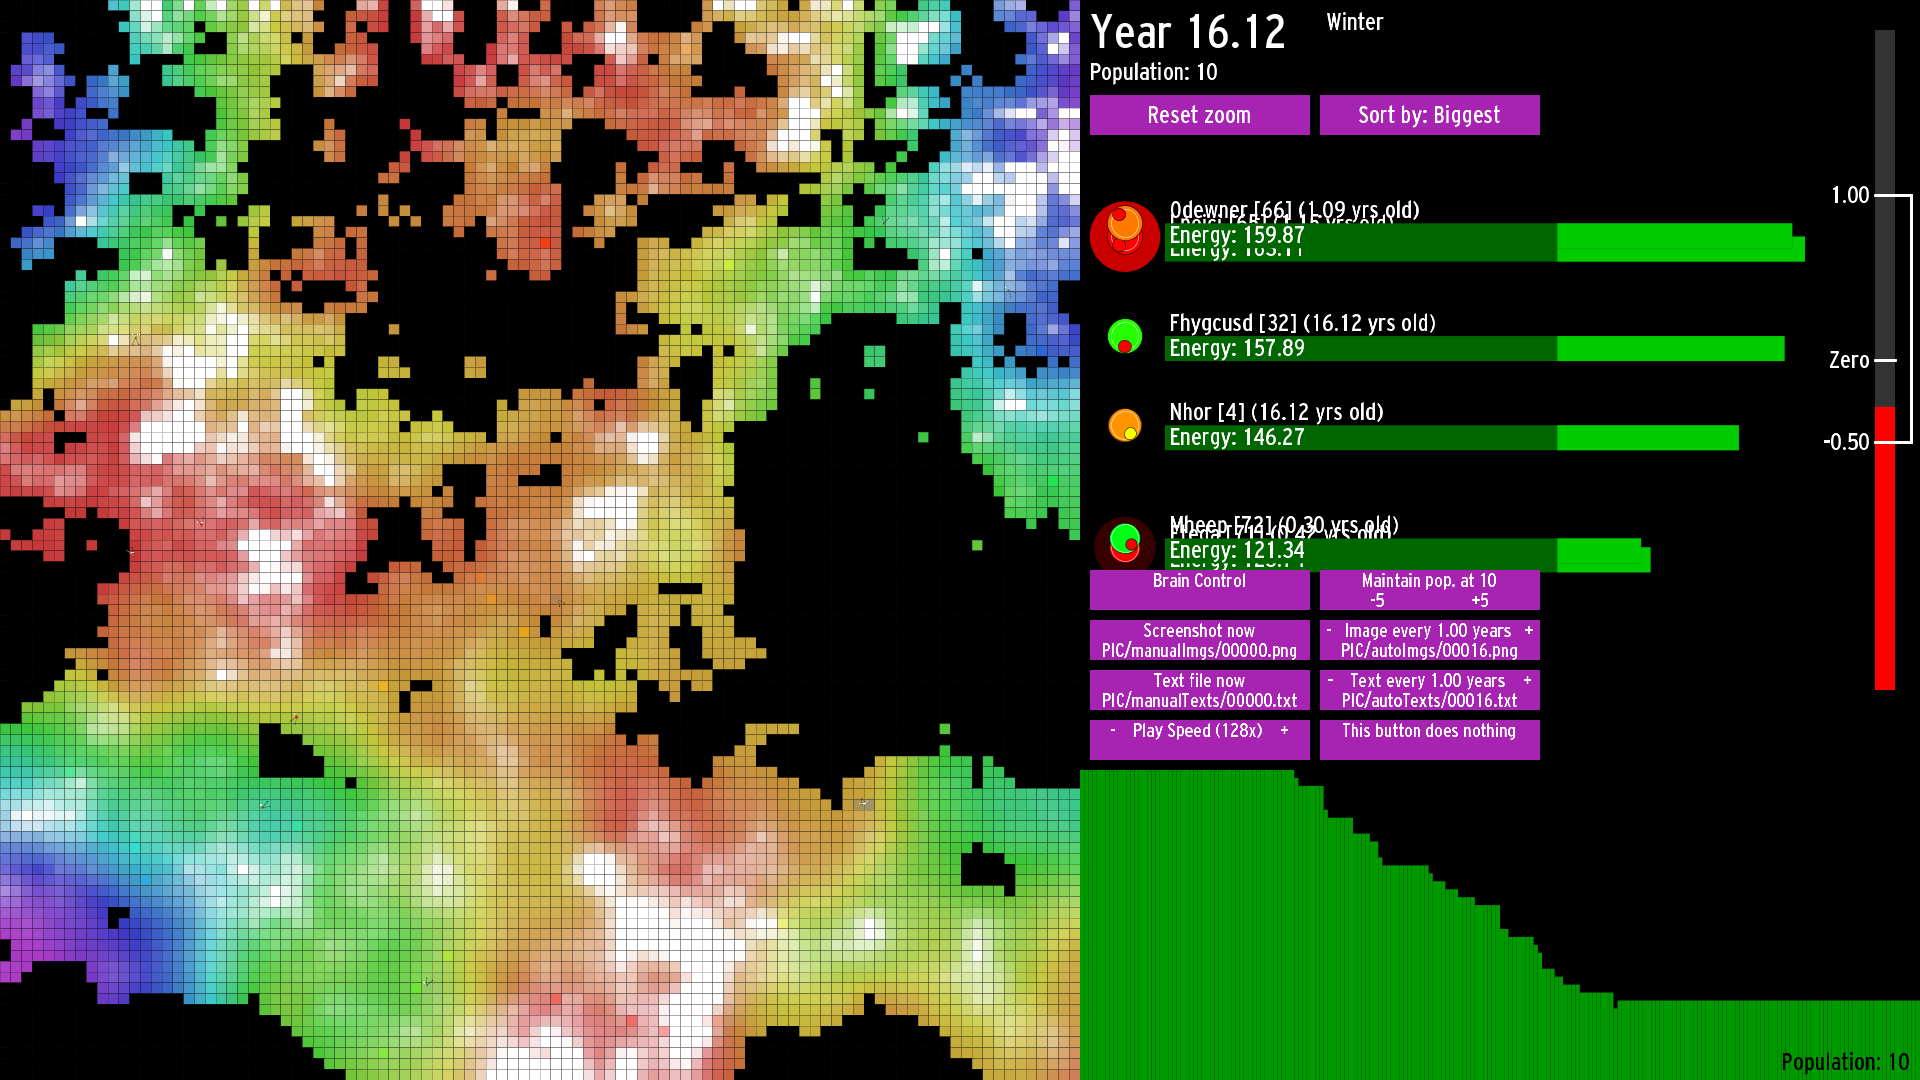 Year 16.12
Winter
Population: 10
Reset zoom
Sort by: Biggest
1.00
Odewner [66] (1.09 yrs old)
Energy: 159.87
Fhygcusd [32] (16.12 yrs old)
Energy: 157.89
Zero
Nhor [4] (16.12 yrs old)
Energy: 146.27
-0.50
Mheep [72] (0.30 yrs old)
Energy: 121.34
Brain Control
Maintain pop. at 10
-5 +5
Screenshot now
PIC/manualImgs/00000.png
- Image every 1.00 years +
PIC/autoImgs/00016.png
Text file now
PIC/manualTexts/00000.txt
- Text every 1.00 years +
PIC/autoTexts/00016.txt
- Play Speed (128x) +
This button does nothing
Population: 10